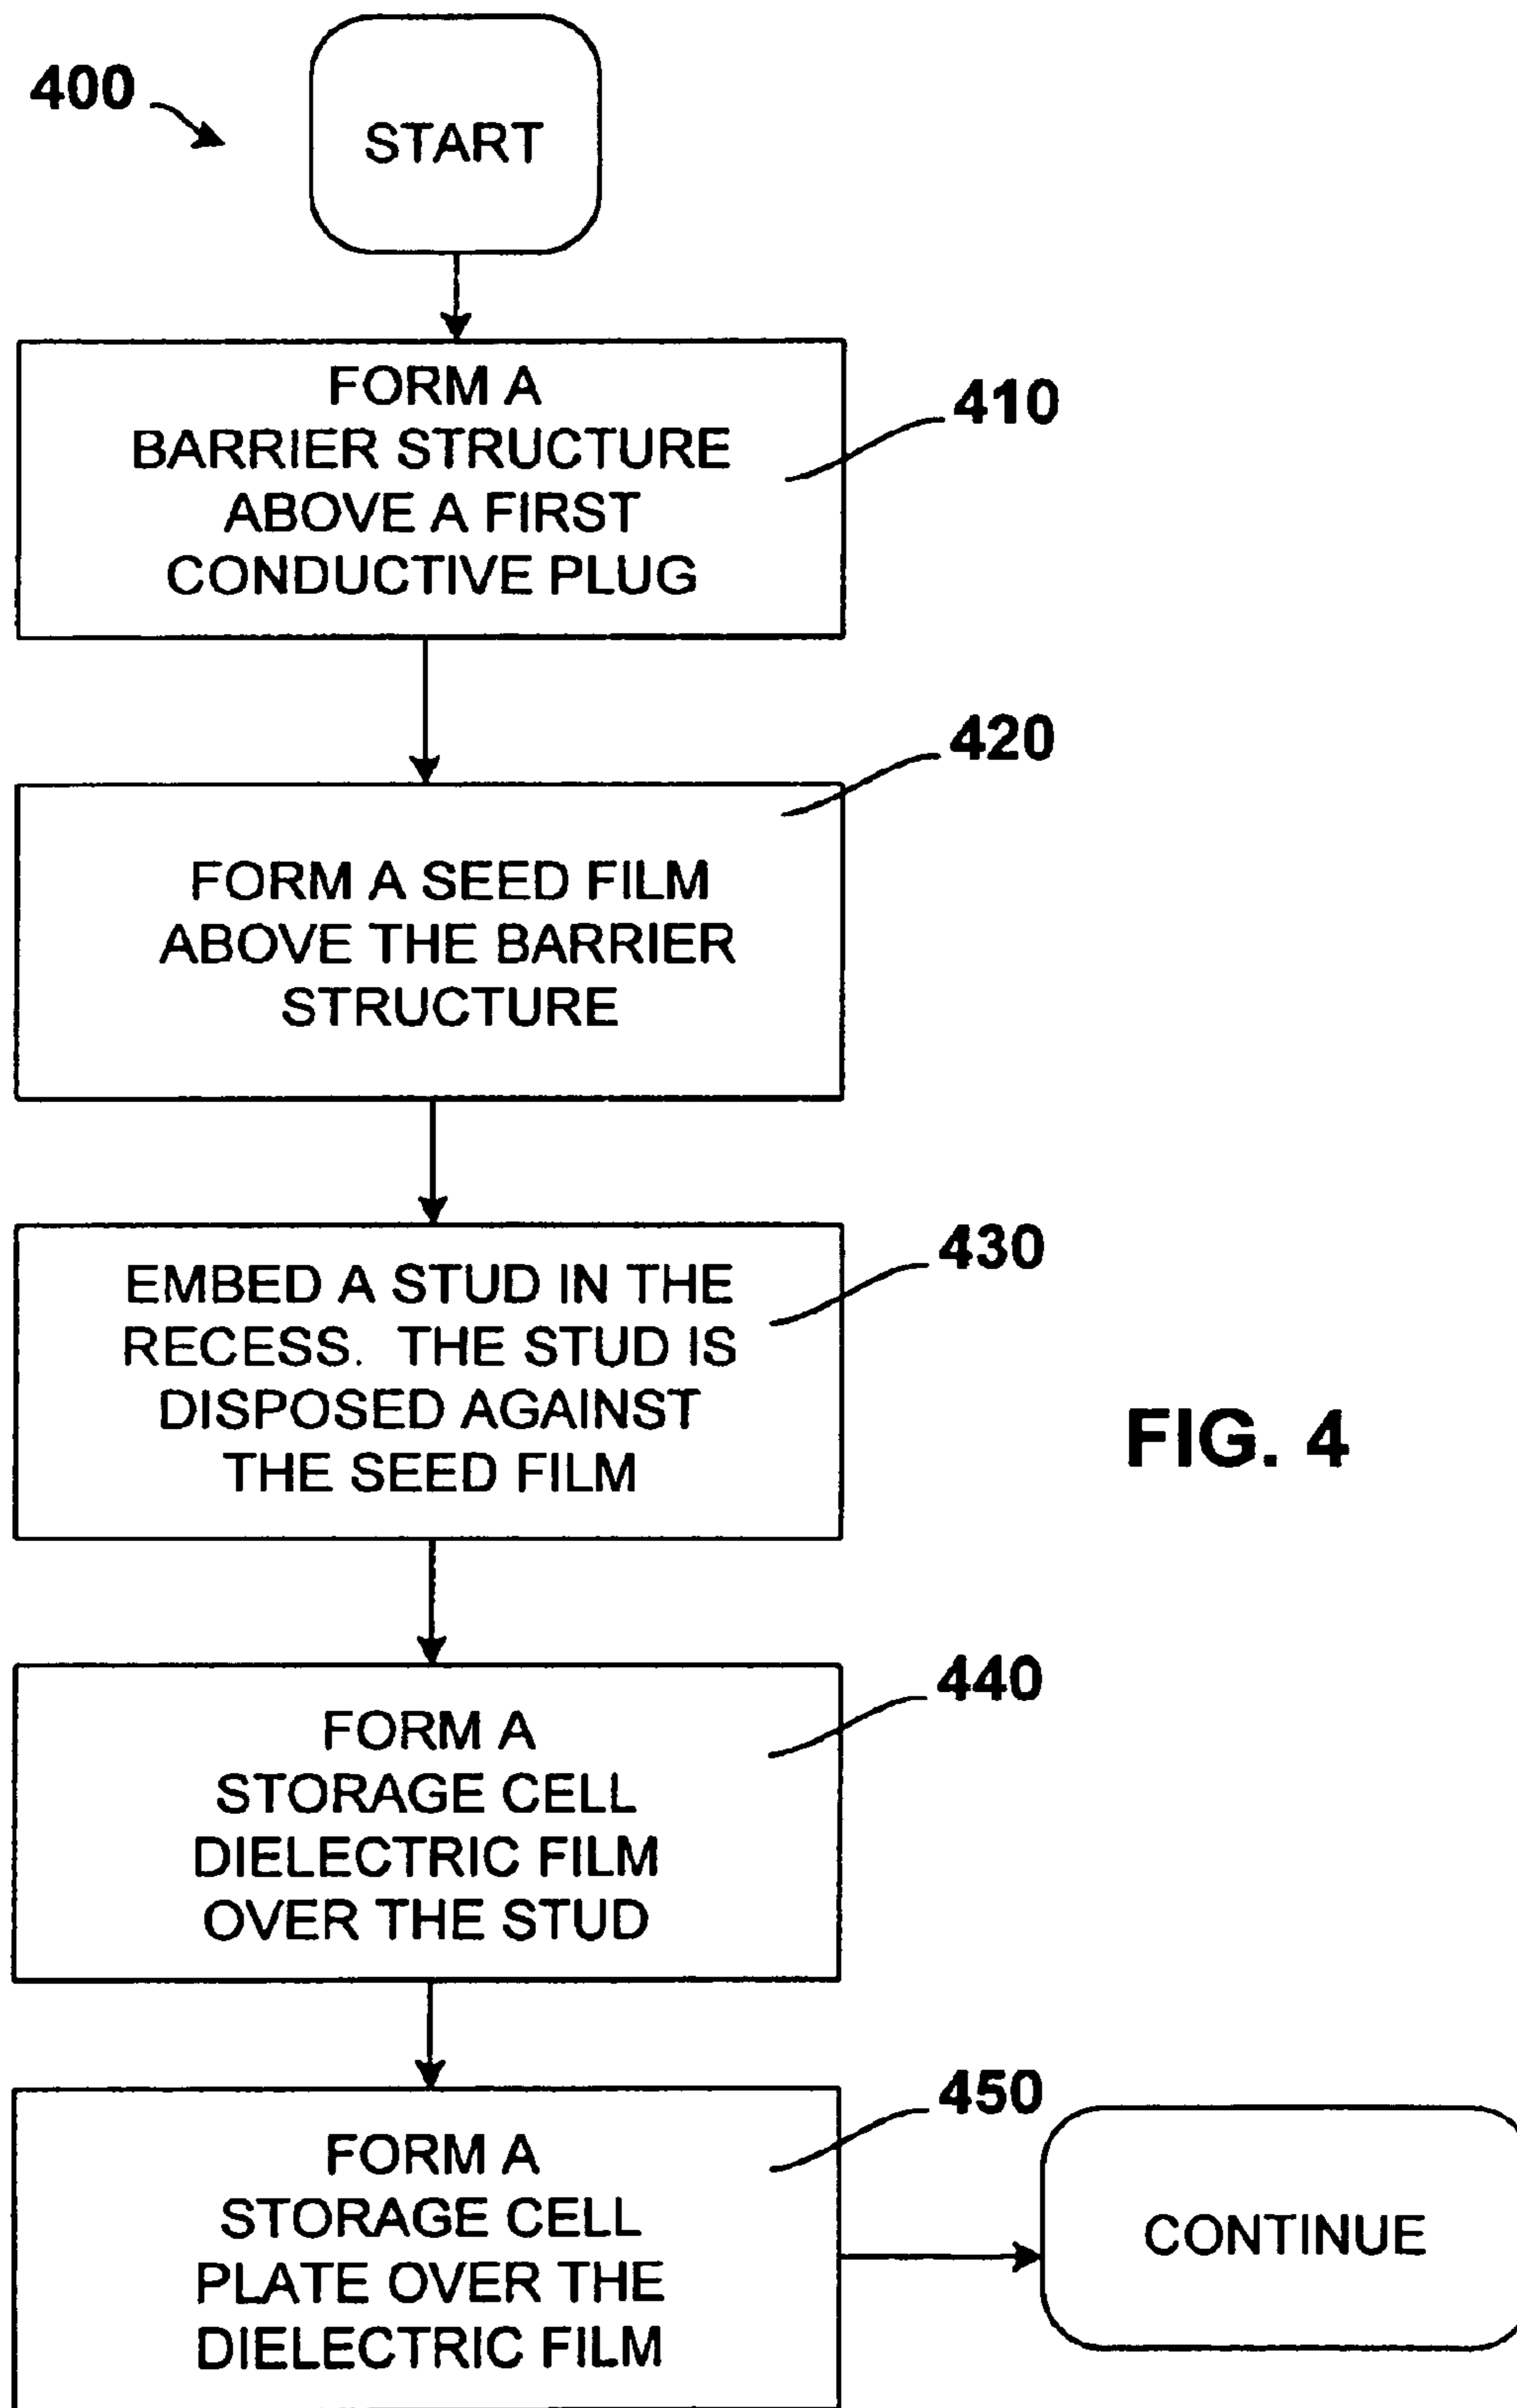 400
START
FORM A
BARRIER STRUCTURE
ABOVE A FIRST
CONDUCTIVE PLUG
410
FORM A SEED FILM
ABOVE THE BARRIER
STRUCTURE
420
EMBED A STUD IN THE
RECESS. THE STUD IS
DISPOSED AGAINST
THE SEED FILM
430
FIG. 4
FORM A
STORAGE CELL
DIELECTRIC FILM
OVER THE STUD
440
FORM A
STORAGE CELL
PLATE OVER THE
DIELECTRIC FILM
450
CONTINUE